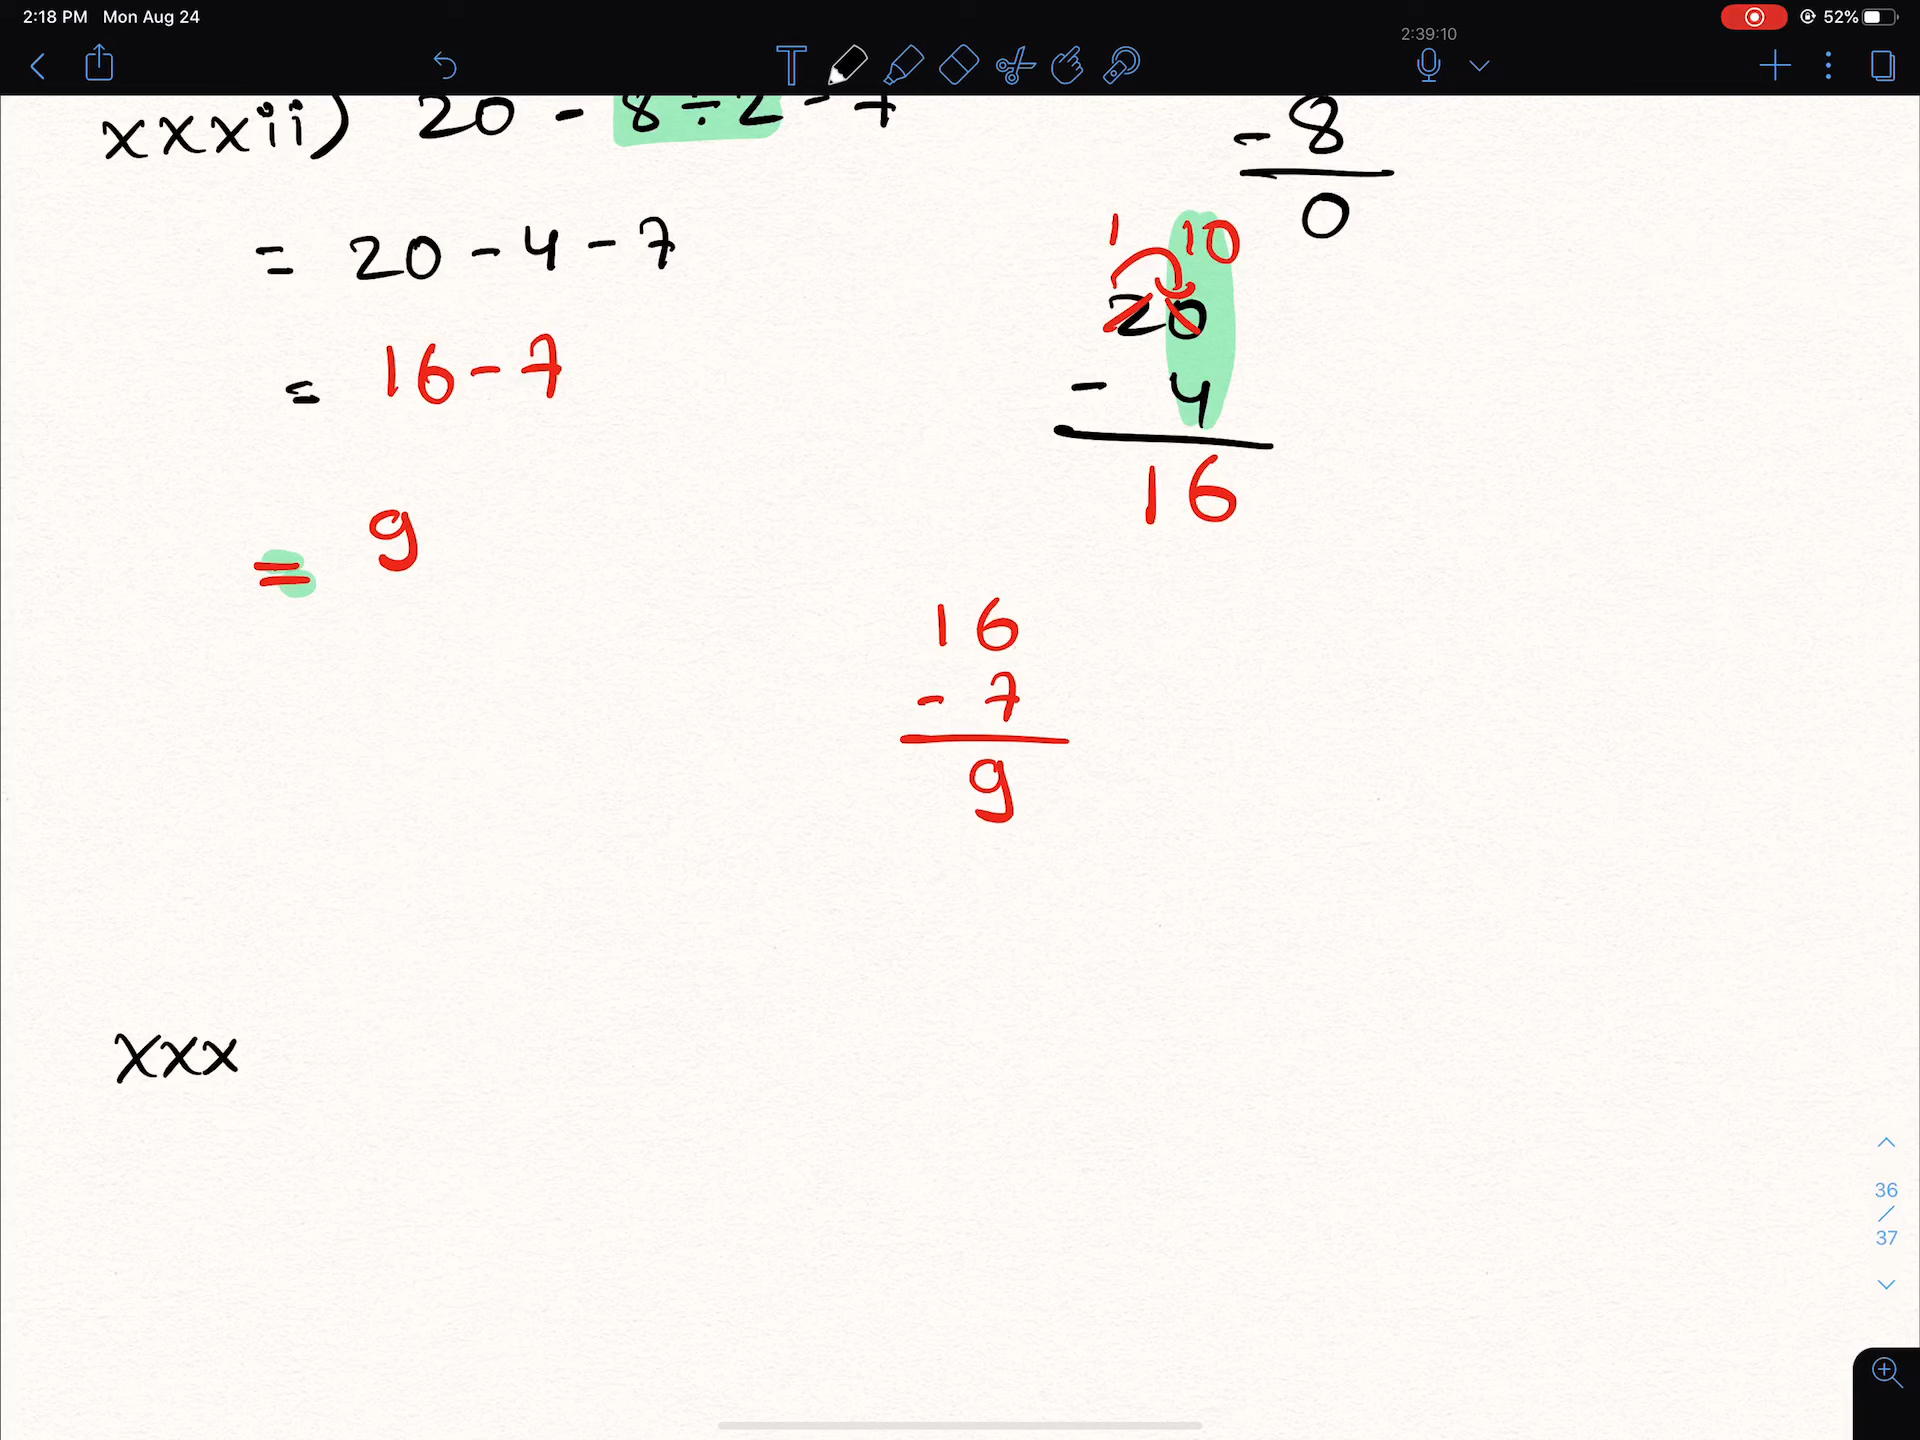 2:18 PM Mon Aug 24
52%
2:39:10
T
xxxii) 20 - 8 ÷ 2 - 7
= 20 - 4 - 7
= 16 - 7
= 9
- 8
0
1 10
20
- 4
16
16
- 7
9
xxx
36
/
37